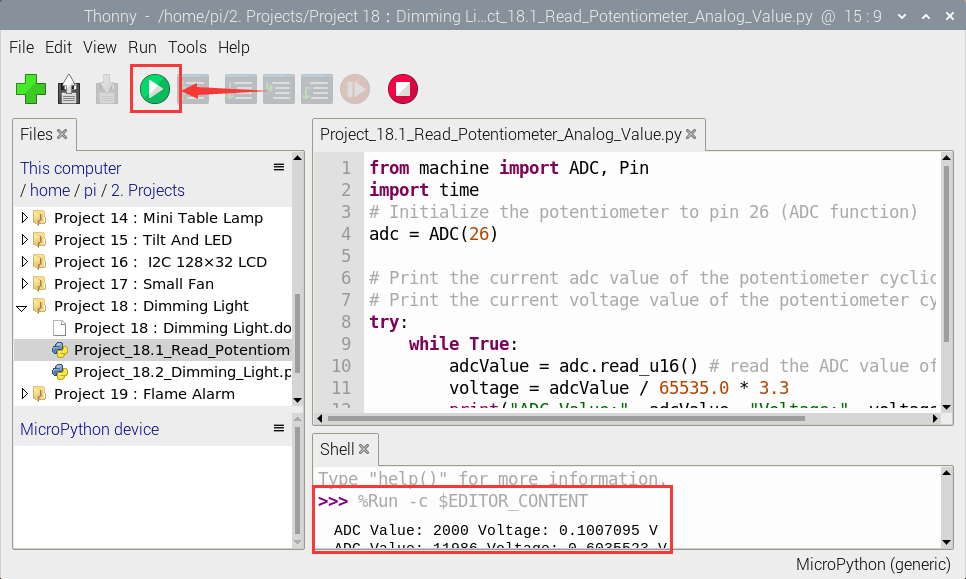 Thonny - /home/pi/2. Projects/Project 18 : Dimming Li...ct_18.1_Read_Potentiometer_Analog_Value.py @ 15 : 9
File Edit View Run Tools Help
Files
This computer
/ home / pi / 2. Projects
Project 14 : Mini Table Lamp
Project 15 : Tilt And LED
Project 16 : I2C 128×32 LCD
Project 17 : Small Fan
Project 18 : Dimming Light
Project 18 : Dimming Light.do
Project_18.1_Read_Potentiom
Project_18.2_Dimming_Light.p
Project 19 : Flame Alarm
MicroPython device
Project_18.1_Read_Potentiometer_Analog_Value.py
1 from machine import ADC, Pin
2 import time
3 # Initialize the potentiometer to pin 26 (ADC function)
4 adc = ADC(26)
5
6 # Print the current adc value of the potentiometer cyclic
7 # Print the current voltage value of the potentiometer cy
8 try:
9 while True:
10 adcValue = adc.read_u16() # read the ADC value of
11 voltage = adcValue / 65535.0 * 3.3
12 print("ADC Value:", adcValue, "Voltage:", voltage
Shell
Type "help()" for more information.
>>> %Run -c $EDITOR_CONTENT
ADC Value: 2000 Voltage: 0.1007095 V
ADC Value: 11986 Voltage: 0.6035523 V
MicroPython (generic)